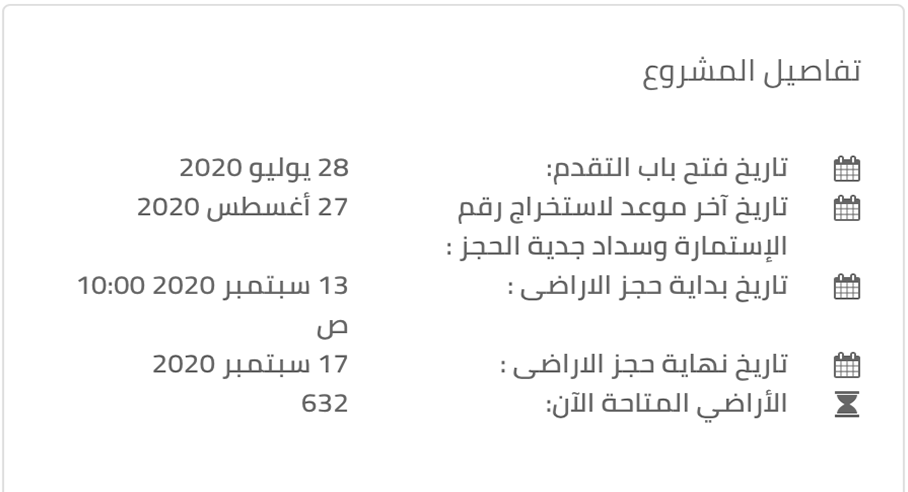 تفاصيل المشروع
تاريخ فتح باب التقدم: 28 يوليو 2020
تاريخ آخر موعد لاستخراج رقم 27 أغسطس 2020
الإستمارة وسداد جدية الحجز :
تاريخ بداية حجز الاراضى : 13 سبتمبر 2020 10:00
ص
تاريخ نهاية حجز الاراضى : 17 سبتمبر 2020
الأراضي المتاحة الآن: 632